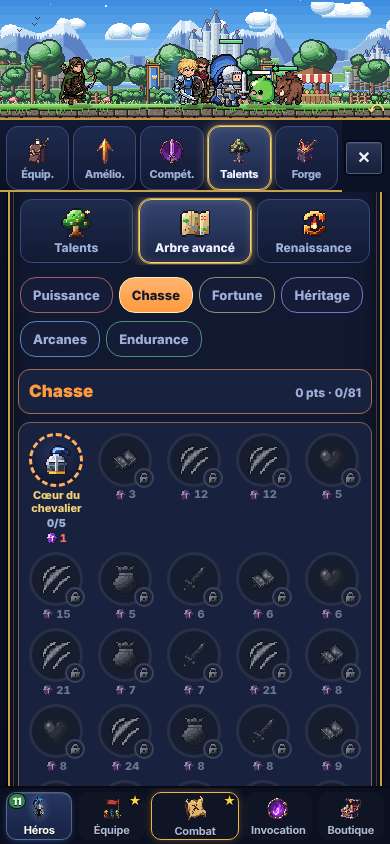 Équip.
Amélio.
Compét.
Talents
Forge
×
Talents
Arbre avancé
Renaissance
Puissance
Chasse
Fortune
Héritage
Arcanes
Endurance
Chasse
0 pts · 0/81
Cœur du
chevalier
0/5
1
3
12
12
5
15
5
6
6
6
21
7
7
21
8
8
24
8
8
9
11
Héros
Équipe
Combat
Invocation
Boutique